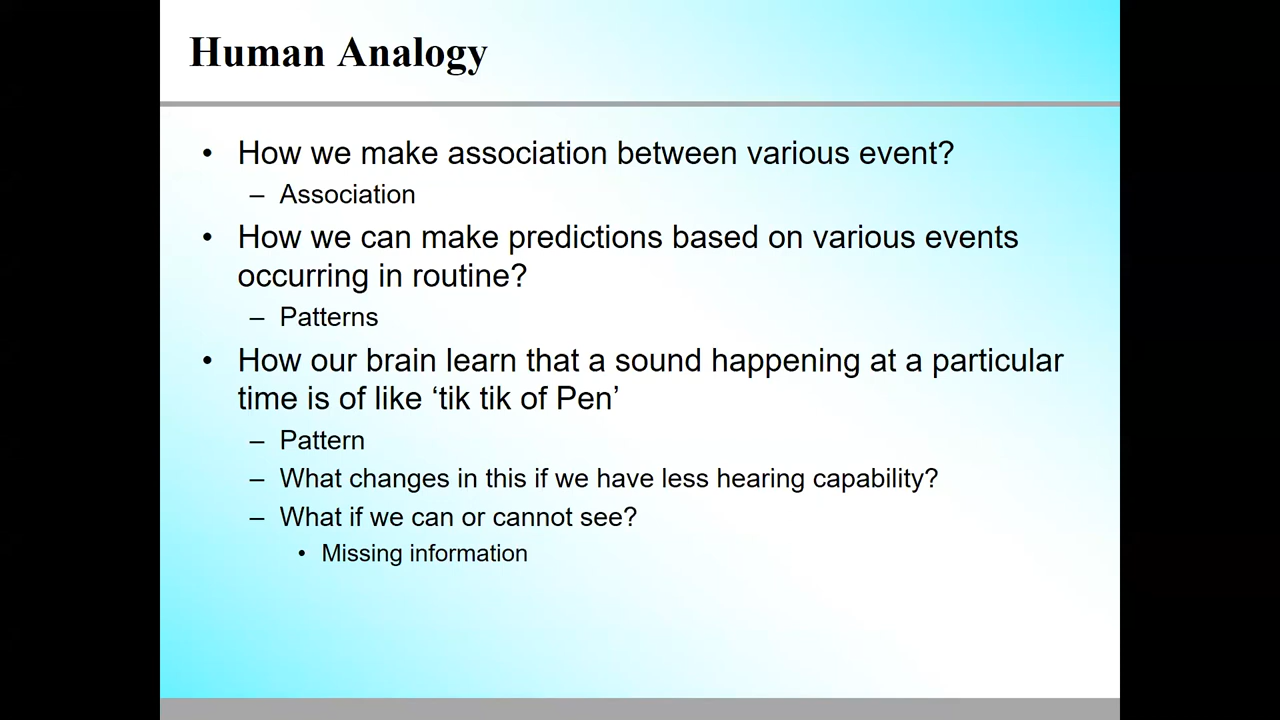 Human Analogy
• How we make association between various event?
– Association
• How we can make predictions based on various events
occurring in routine?
– Patterns
• How our brain learn that a sound happening at a particular
time is of like ‘tik tik of Pen’
– Pattern
– What changes in this if we have less hearing capability?
– What if we can or cannot see?
• Missing information